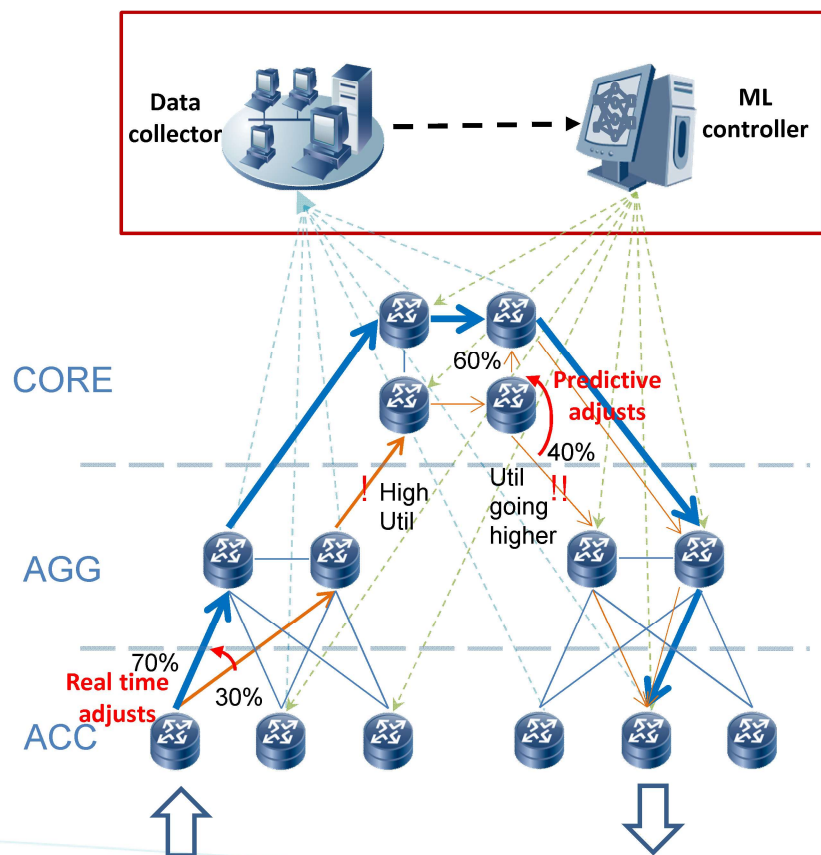 Data
collector
ML
controller
CORE
60%
Predictive
adjusts
40%
! High
Util
Util !!
going
higher
AGG
70%
Real time
adjusts
30%
ACC